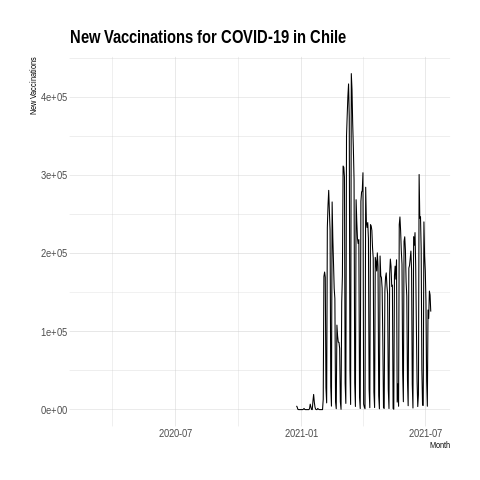 New Vaccinations for COVID-19 in Chile
New Vaccinations
4e+05
3e+05
2e+05
1e+05
0e+00
2020-07
2021-01
2021-07
Month